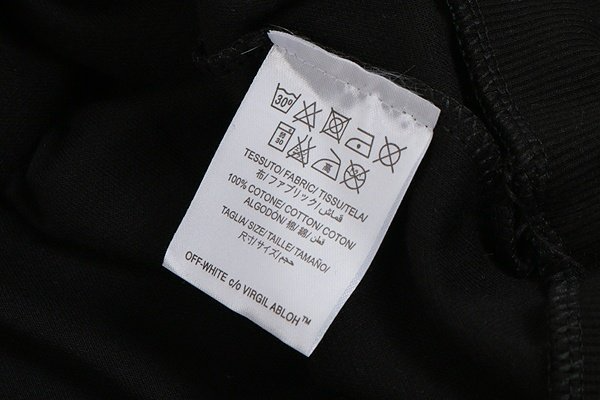 30°
TESSUTO/FABRIC/TISSU/TELA/
布/ファブリック/قماش
100% COTONE/COTTON/COTON/
ALGODÓN/棉/綿/قطن
TAGLIA/SIZE/TAILLE/TAMAÑO/
尺寸/サイズ/حجم
OFF-WHITE c/o VIRGIL ABLOH™